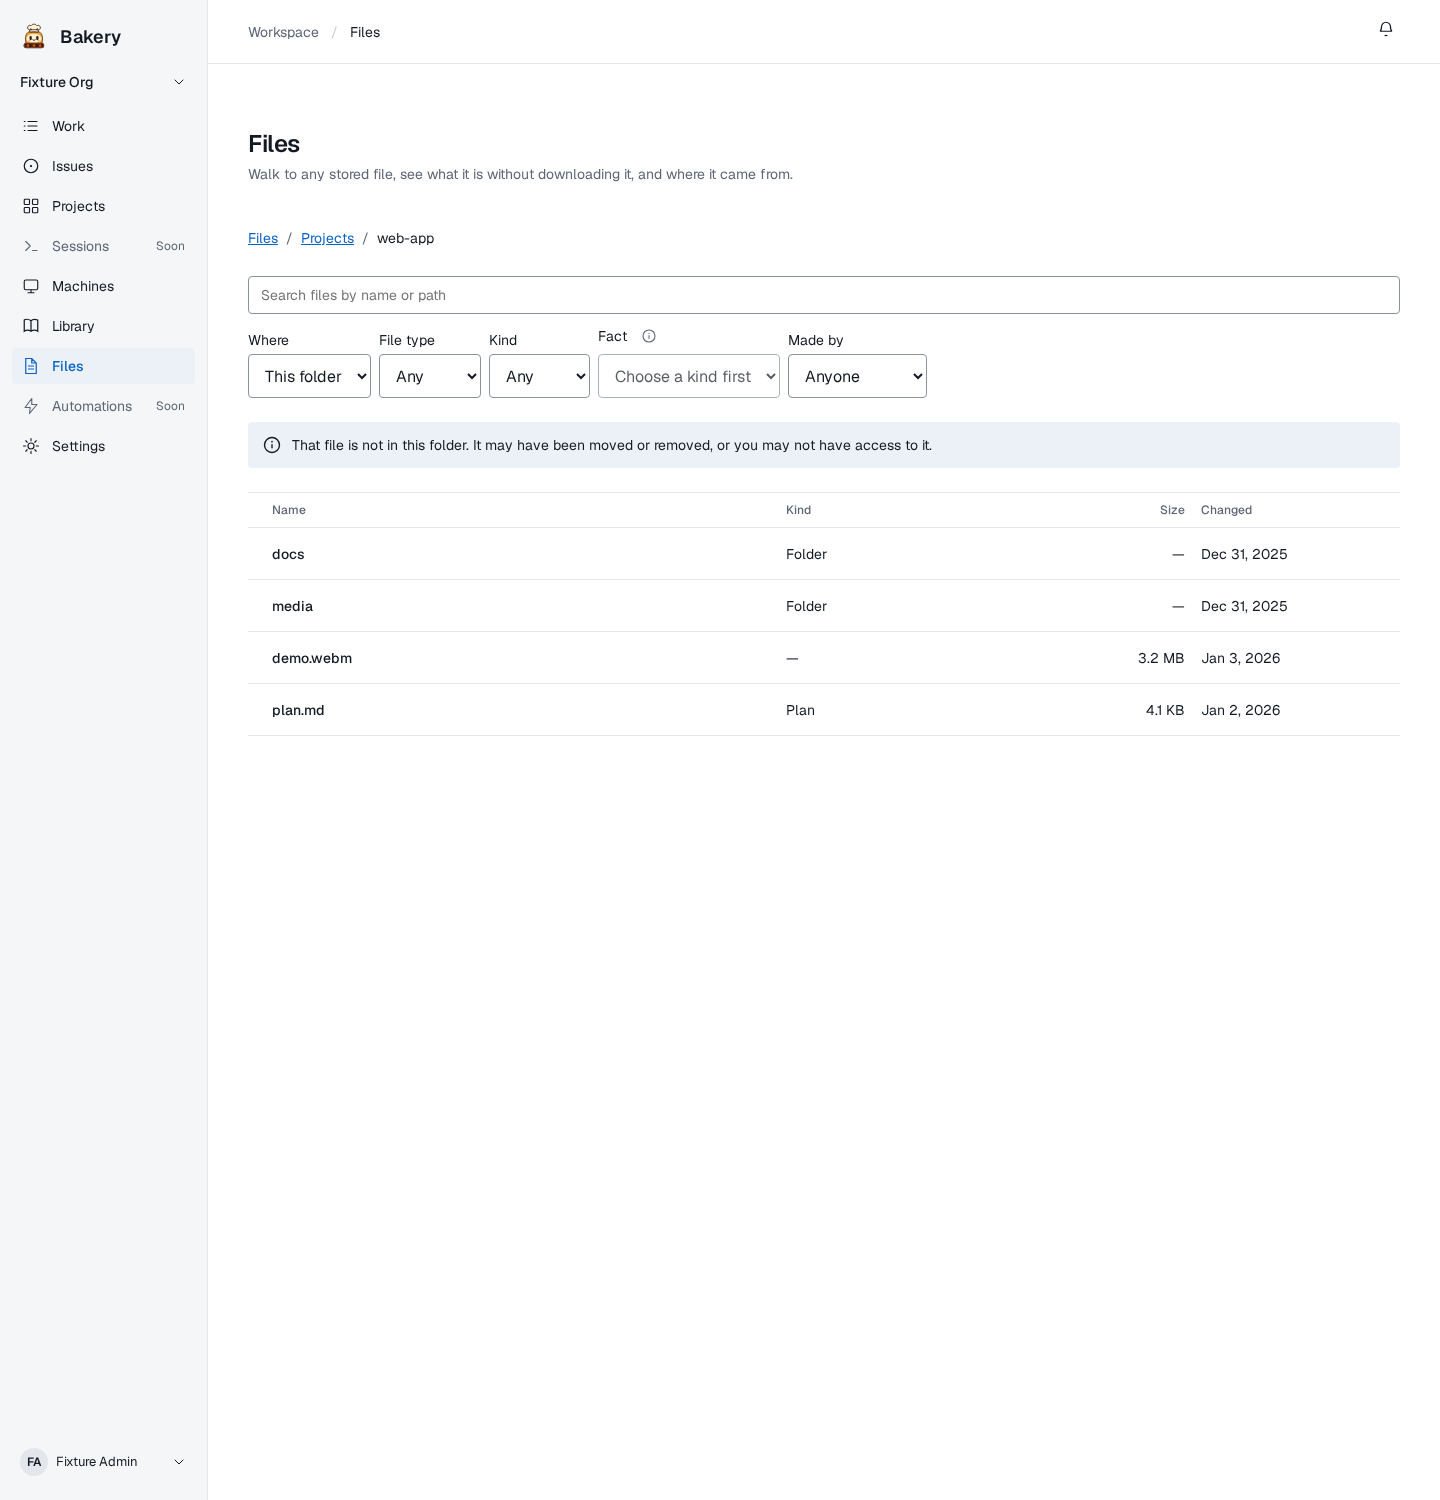 Bakery
Fixture Org
Work
Issues
Projects
Sessions Soon
Machines
Library
Files
Automations Soon
Settings
FA Fixture Admin
Workspace / Files
Files
Walk to any stored file, see what it is without downloading it, and where it came from.
Files / Projects / web-app
Search files by name or path
Where File type Kind Fact Made by
This folder Any Any Choose a kind first Anyone
That file is not in this folder. It may have been moved or removed, or you may not have access to it.
Name Kind Size Changed
docs Folder — Dec 31, 2025
media Folder — Dec 31, 2025
demo.webm — 3.2 MB Jan 3, 2026
plan.md Plan 4.1 KB Jan 2, 2026